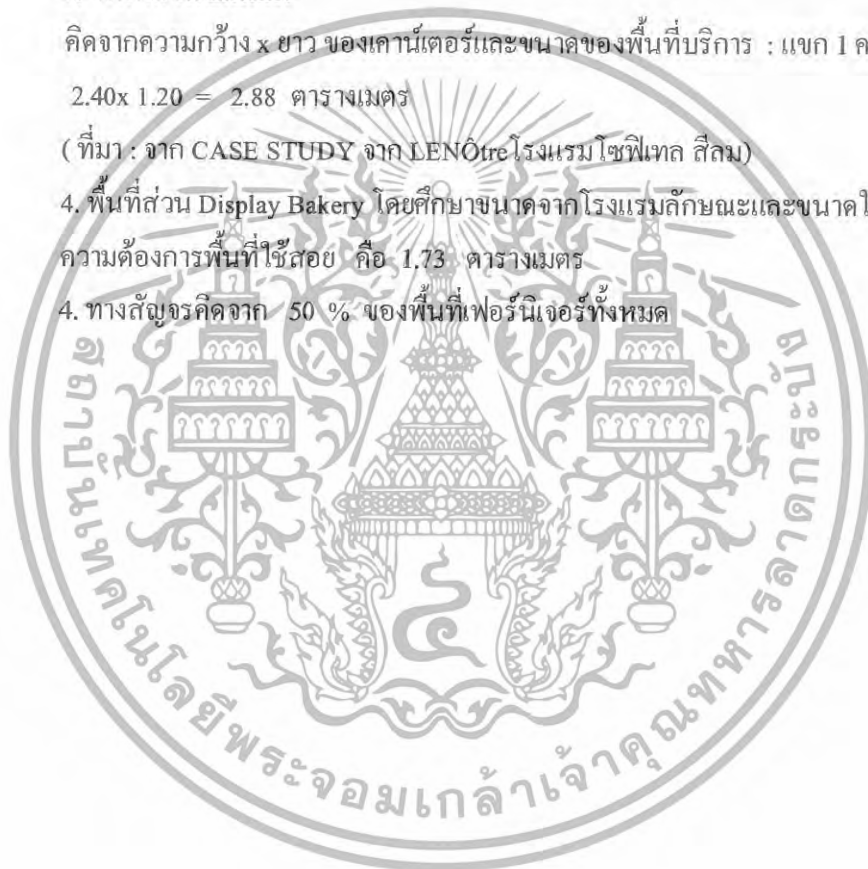 คิดจากความกว้าง x ยาว ของเคาน์เตอร์และขนาดของพื้นที่บริการ : แขก 1 ค
2.40x 1.20 = 2.88 ตารางเมตร
( ที่มา : จาก CASE STUDY จาก LENÔtreโรงแรมโซฟิเทล สีลม)
4. พื้นที่ส่วน Display Bakery โดยศึกษาขนาดจากโรงแรมลักษณะและขนาดใ
ความต้องการพื้นที่ใช้สอย คือ 1.73 ตารางเมตร
4. ทางสัญจรคิดจาก 50 % ของพื้นที่เฟอร์นิเจอร์ทั้งหมด
สถาบันเทคโนโลยีพระจอมเกล้าเจ้าคุณทหารลาดกระบัง